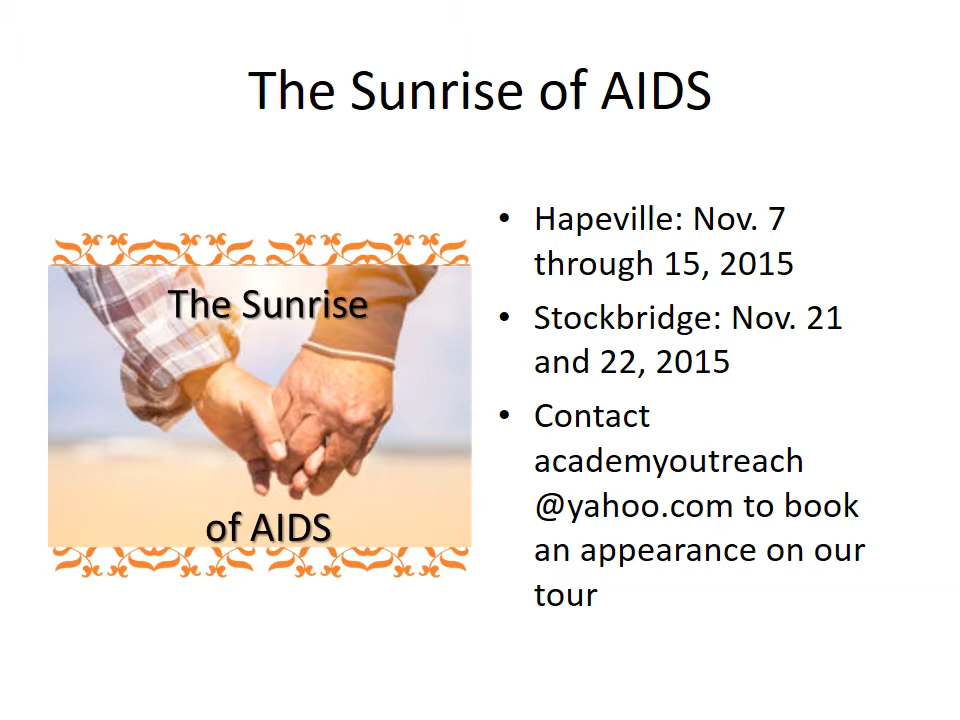 The Sunrise of AIDS
The Sunrise
of AIDS
• Hapeville: Nov. 7
through 15, 2015
• Stockbridge: Nov. 21
and 22, 2015
• Contact
academyoutreach
@yahoo.com to book
an appearance on our
tour